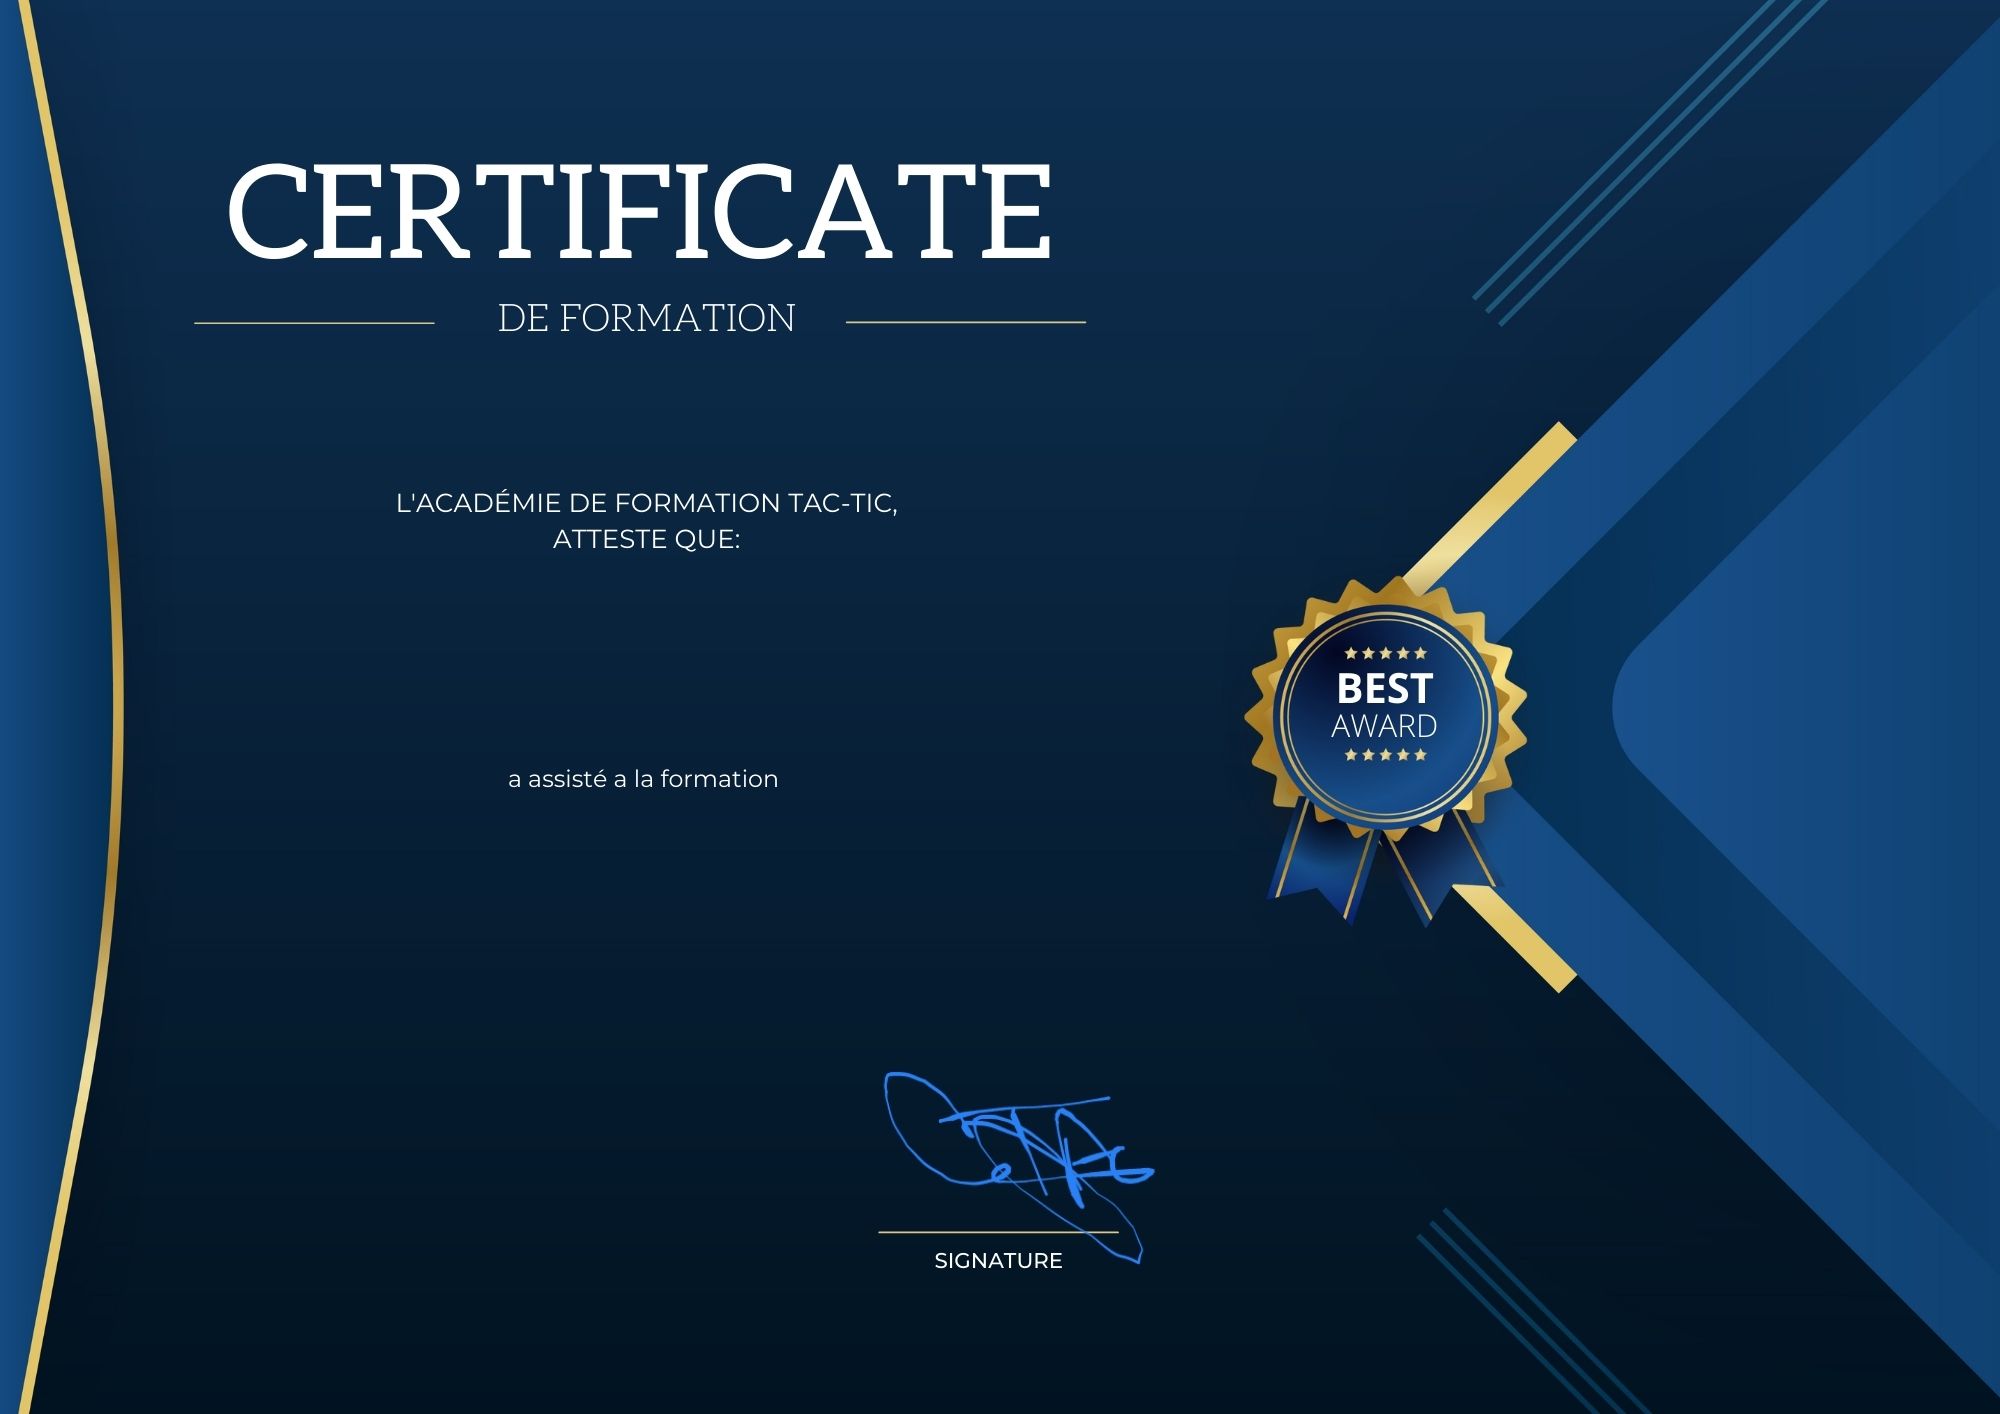 CERTIFICATE
DE FORMATION
L'ACADÉMIE DE FORMATION TAC-TIC,
ATTESTE QUE:
a assisté a la formation
BEST
AWARD
SIGNATURE